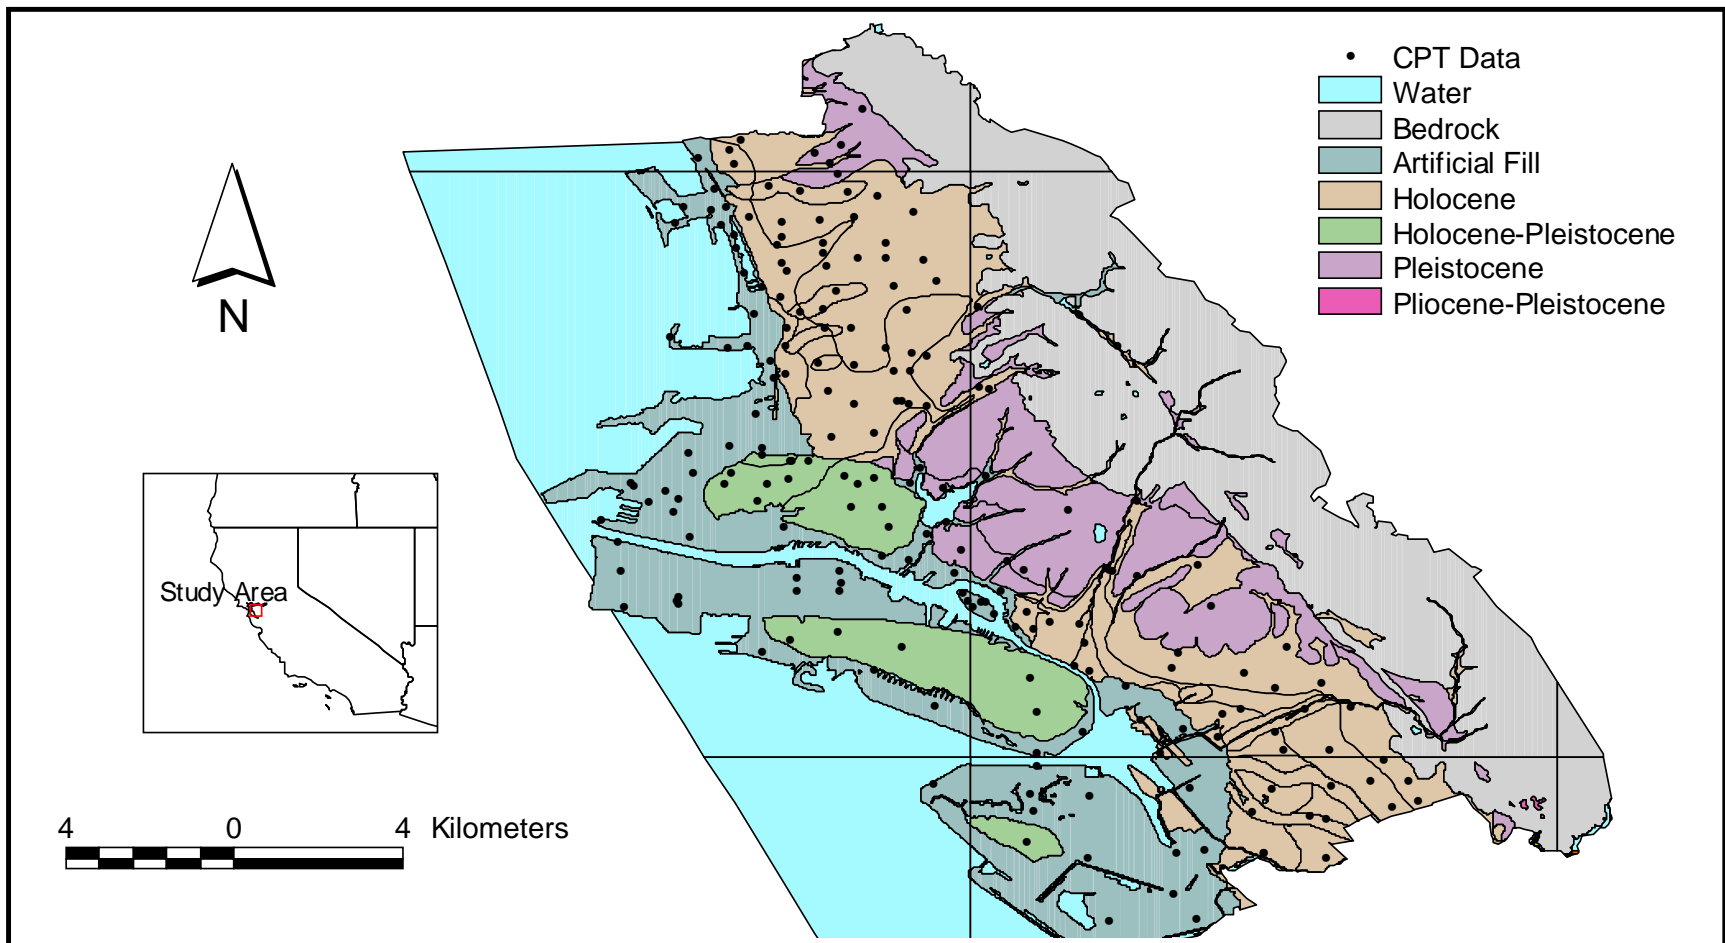 CPT Data
Water
Bedrock
Artificial Fill
Holocene
Holocene-Pleistocene
Pleistocene
Pliocene-Pleistocene
N
Study Area
4 0 4 Kilometers